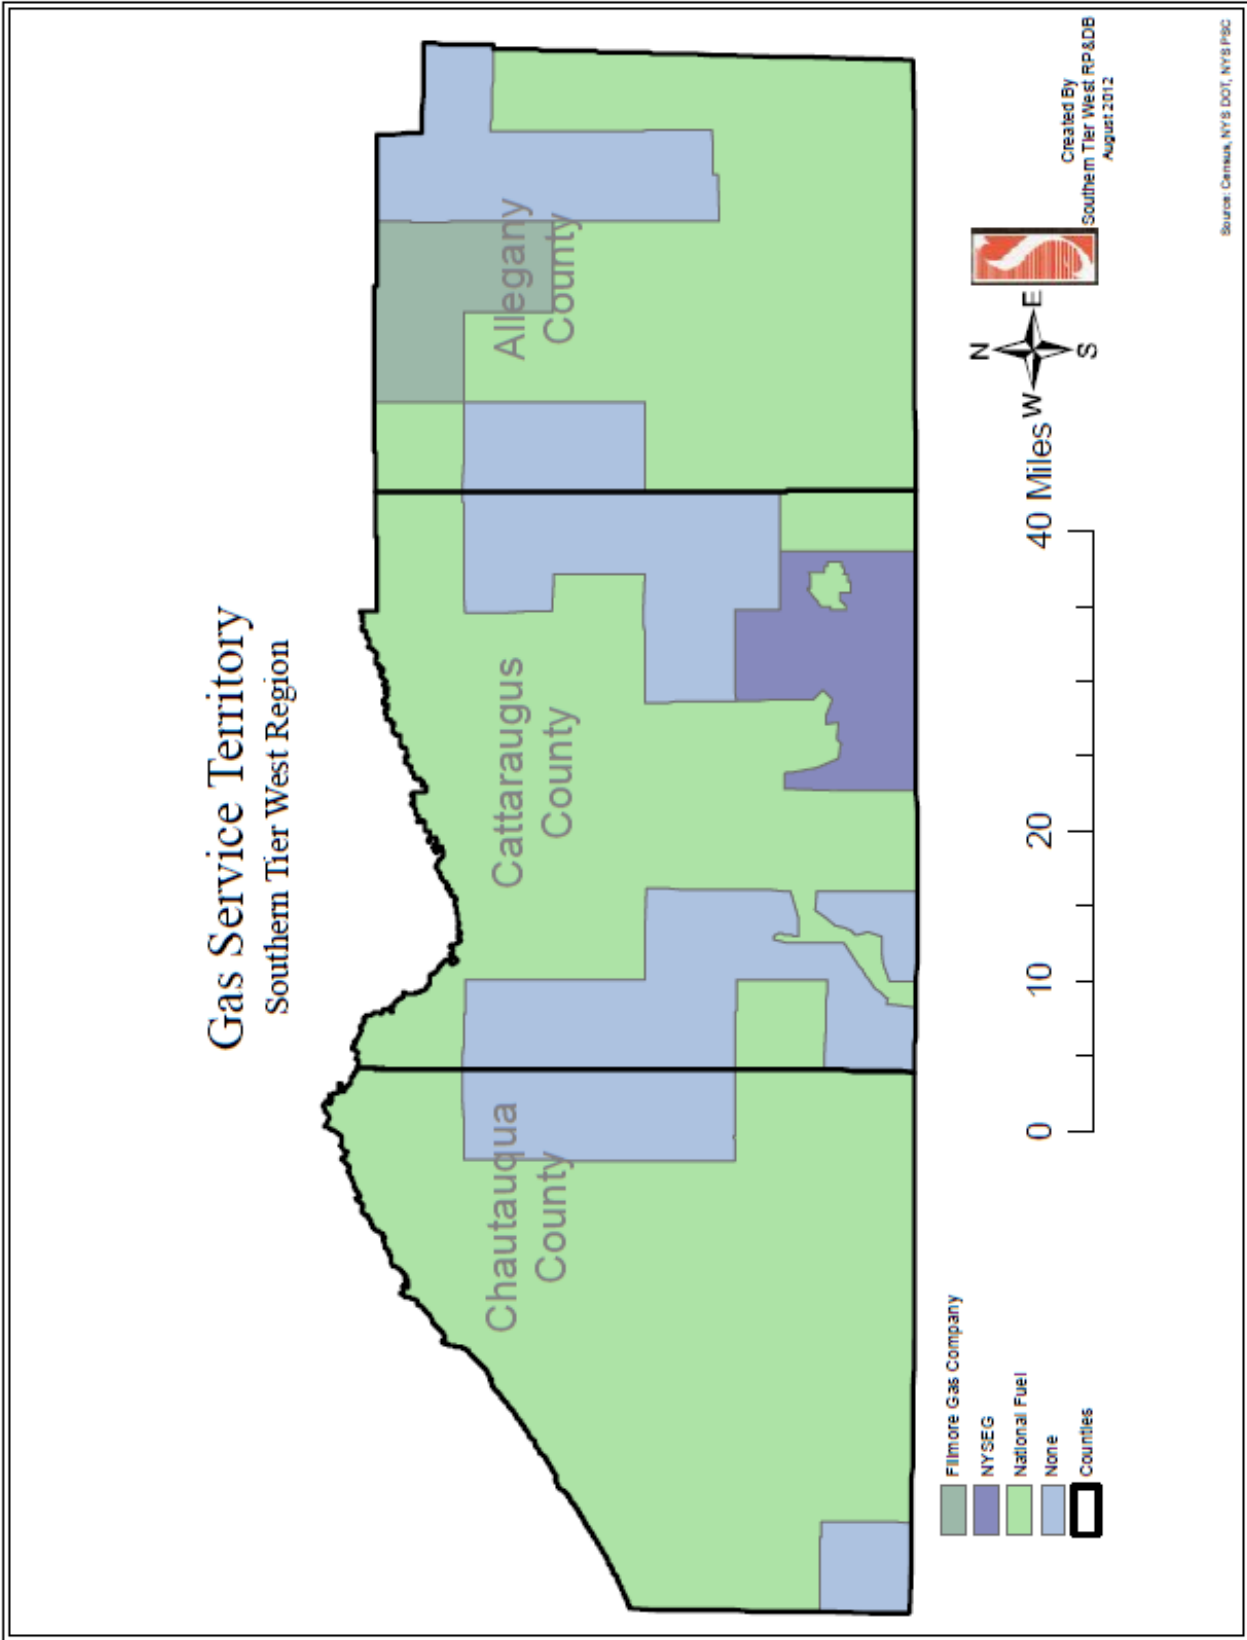 Gas Service Territory
Southern Tier West Region
Chautauqua
County
Cattaraugus
County
Allegany
County
Fillmore Gas Company
NYSEG
National Fuel
None
Counties
0
10
20
40 Miles
N
W
E
S
Created By
Southern Tier West RP&DB
August 2012
Source: Census, NYS DOT, NYS PSC